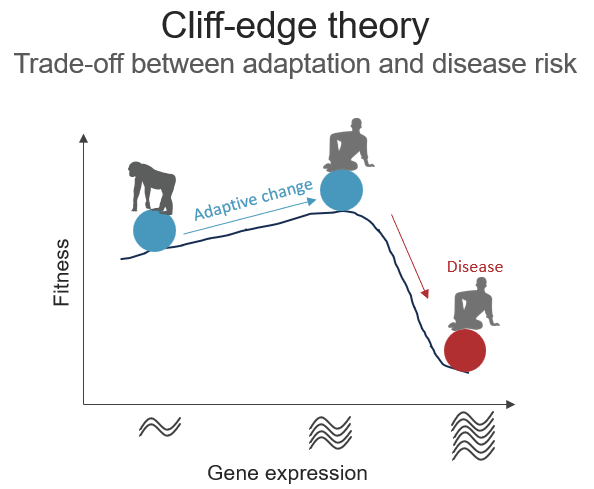 Cliff-edge theory
Trade-off between adaptation and disease risk
Adaptive change
Disease
Fitness
Gene expression